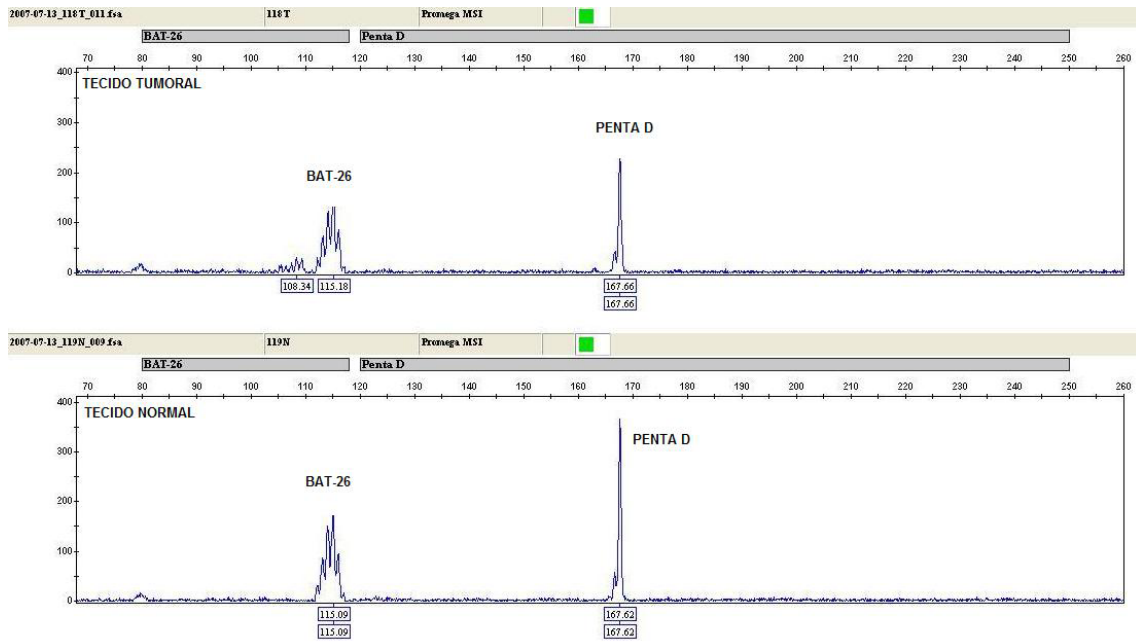 2007-07-13_118T_011.fsa 118T Promega MSI
BAT-26 Penta D
70 80 90 100 110 120 130 140 150 160 170 180 190 200 210 220 230 240 250 260
400
TECIDO TUMORAL
300
PENTA D
200
BAT-26
100
0
108.34 115.18 167.66
167.66
2007-07-13_119N_009.fsa 119N Promega MSI
BAT-26 Penta D
70 80 90 100 110 120 130 140 150 160 170 180 190 200 210 220 230 240 250 260
400
TECIDO NORMAL
PENTA D
300
BAT-26
200
100
0
115.09 167.62
115.09 167.62